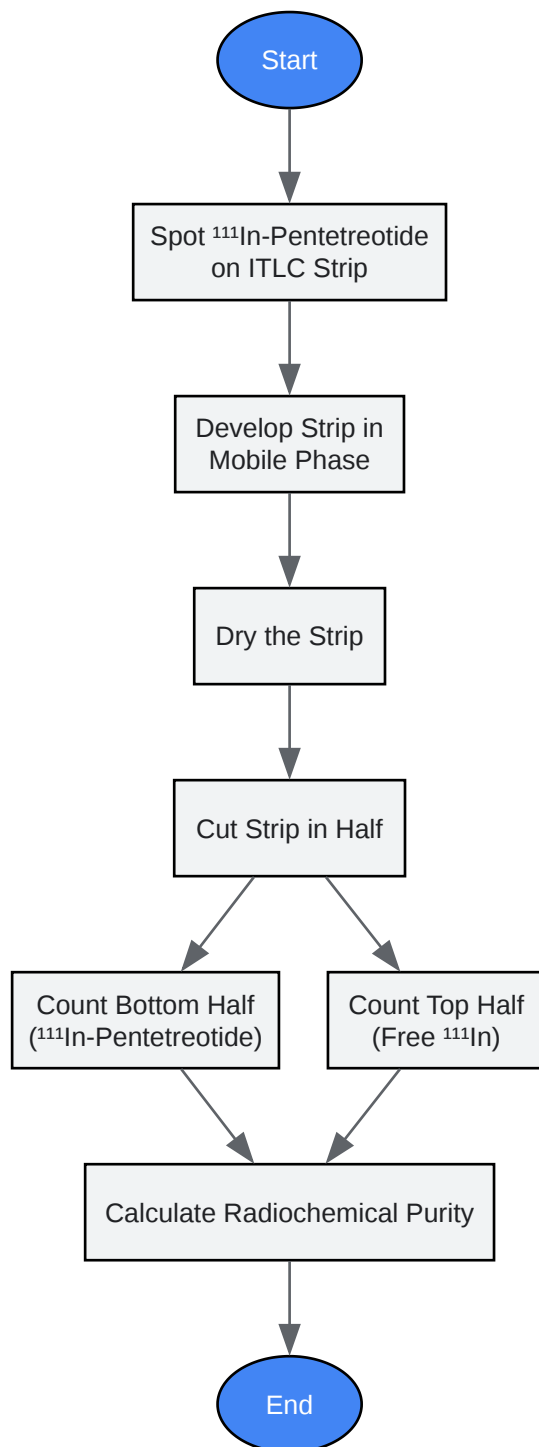 Start
Spot ¹¹¹In-Pentetreotide
on ITLC Strip
Develop Strip in
Mobile Phase
Dry the Strip
Cut Strip in Half
Count Bottom Half
(¹¹¹In-Pentetreotide)
Count Top Half
(Free ¹¹¹In)
Calculate Radiochemical Purity
End